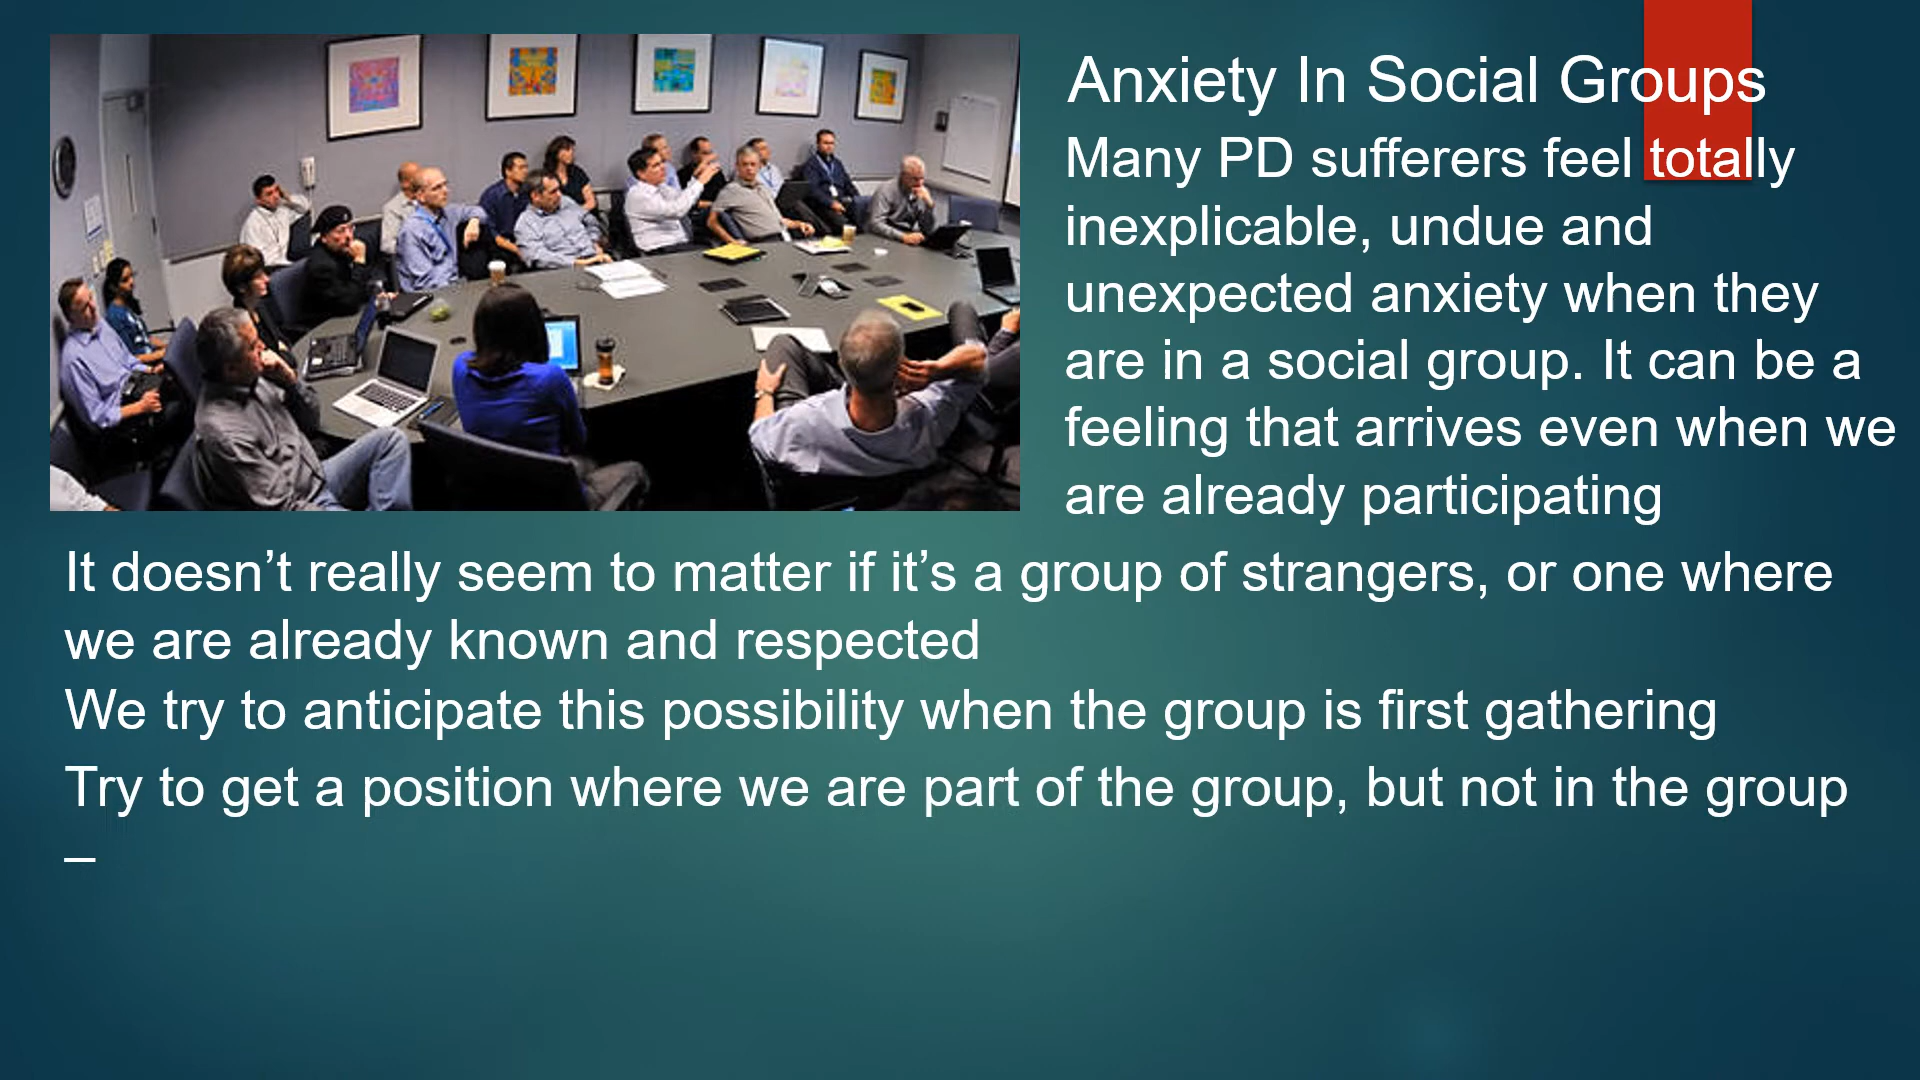 Anxiety In Social Groups
Many PD sufferers feel totally
inexplicable, undue and
unexpected anxiety when they
are in a social group. It can be a
feeling that arrives even when we
are already participating
It doesn’t really seem to matter if it’s a group of strangers, or one where
we are already known and respected
We try to anticipate this possibility when the group is first gathering
Try to get a position where we are part of the group, but not in the group
–